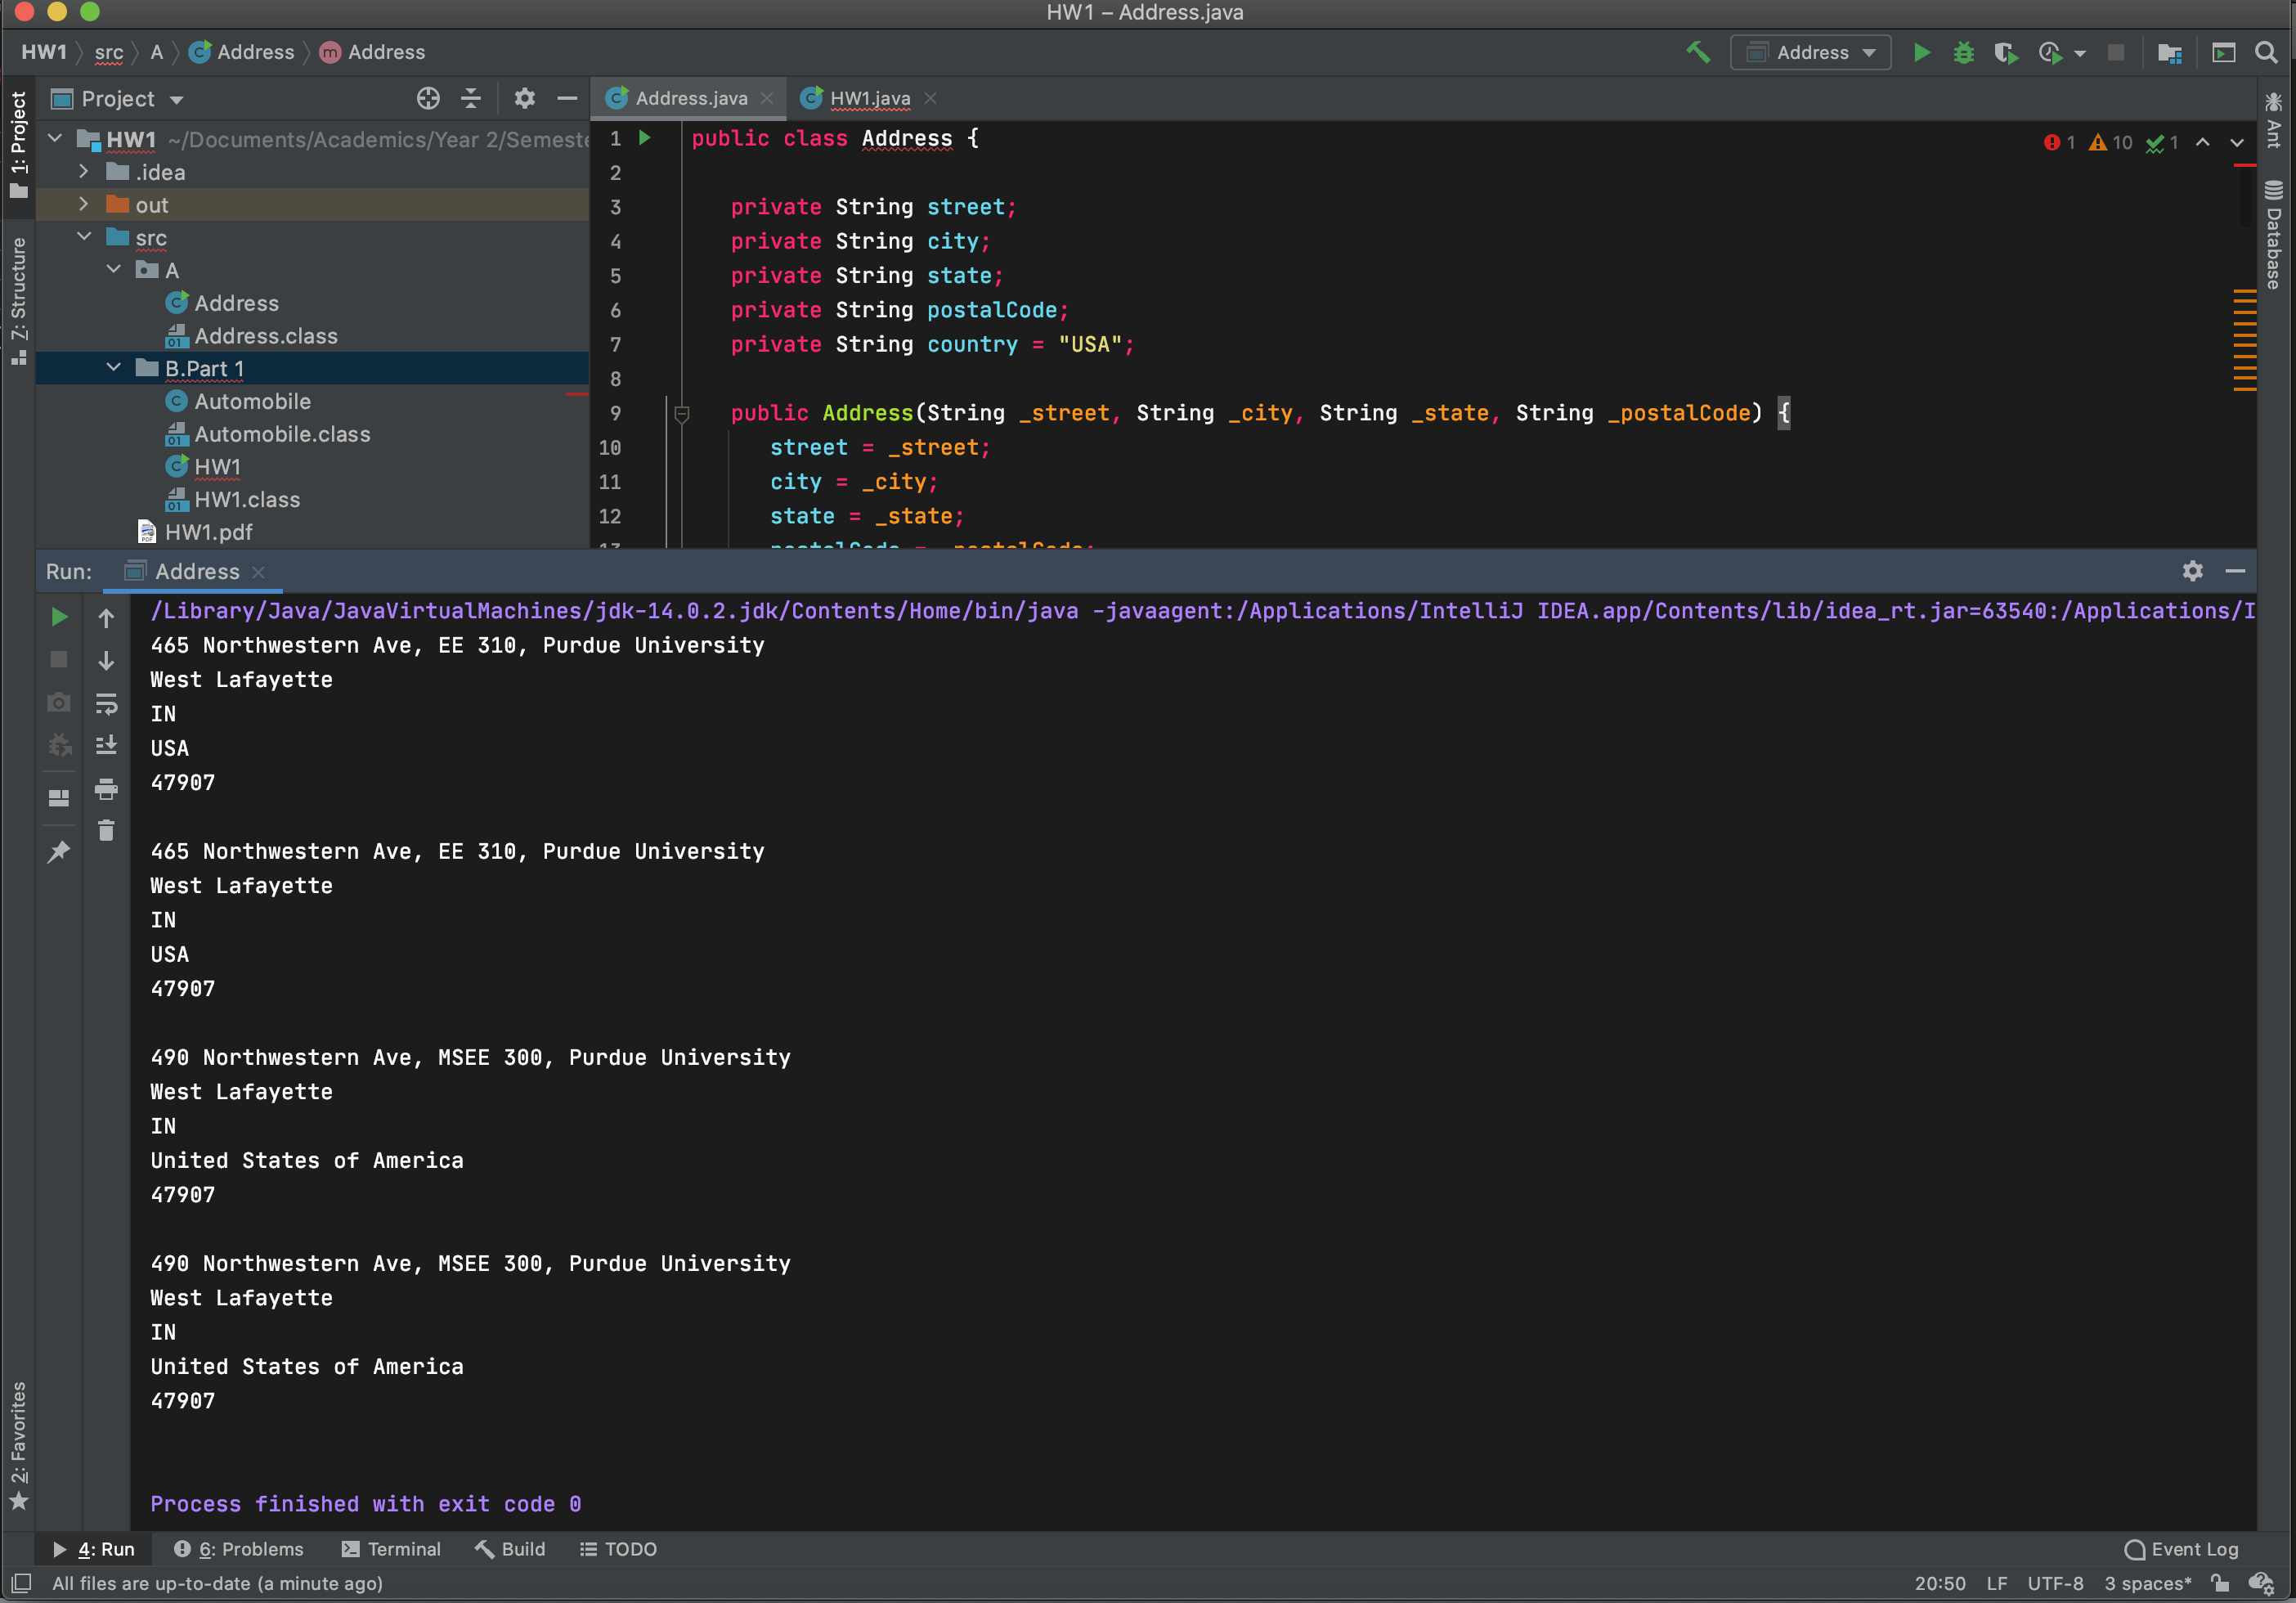 HW1 – Address.java
HW1 src A Address m Address
Address
1: Project
Project
Address.java
HW1.java
HW1 ~/Documents/Academics/Year 2/Semeste
.idea
out
src
A
Address
Address.class
B.Part 1
Automobile
Automobile.class
HW1
HW1.class
HW1.pdf
7: Structure
1 public class Address {
1 10 1
2
3 private String street;
4 private String city;
5 private String state;
6 private String postalCode;
7 private String country = "USA";
8
9 public Address(String _street, String _city, String _state, String _postalCode) {
10 street = _street;
11 city = _city;
12 state = _state;
13 postalCode = _postalCode;
Ant
Database
Run: Address
/Library/Java/JavaVirtualMachines/jdk-14.0.2.jdk/Contents/Home/bin/java -javaagent:/Applications/IntelliJ IDEA.app/Contents/lib/idea_rt.jar=63540:/Applications/I
465 Northwestern Ave, EE 310, Purdue University
West Lafayette
IN
USA
47907
465 Northwestern Ave, EE 310, Purdue University
West Lafayette
IN
USA
47907
490 Northwestern Ave, MSEE 300, Purdue University
West Lafayette
IN
United States of America
47907
490 Northwestern Ave, MSEE 300, Purdue University
West Lafayette
IN
United States of America
47907
Process finished with exit code 0
2: Favorites
4: Run 6: Problems Terminal Build TODO Event Log
All files are up-to-date (a minute ago) 20:50 LF UTF-8 3 spaces*